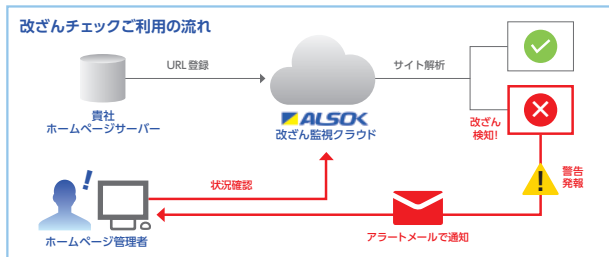 改ざんチェックご利用の流れ
URL登録
サイト解析
貴社
ホームページサーバー
ALSOK
改ざん監視クラウド
改ざん
検知!
警告
発報
!
状況確認
!
アラートメールで通知
ホームページ管理者